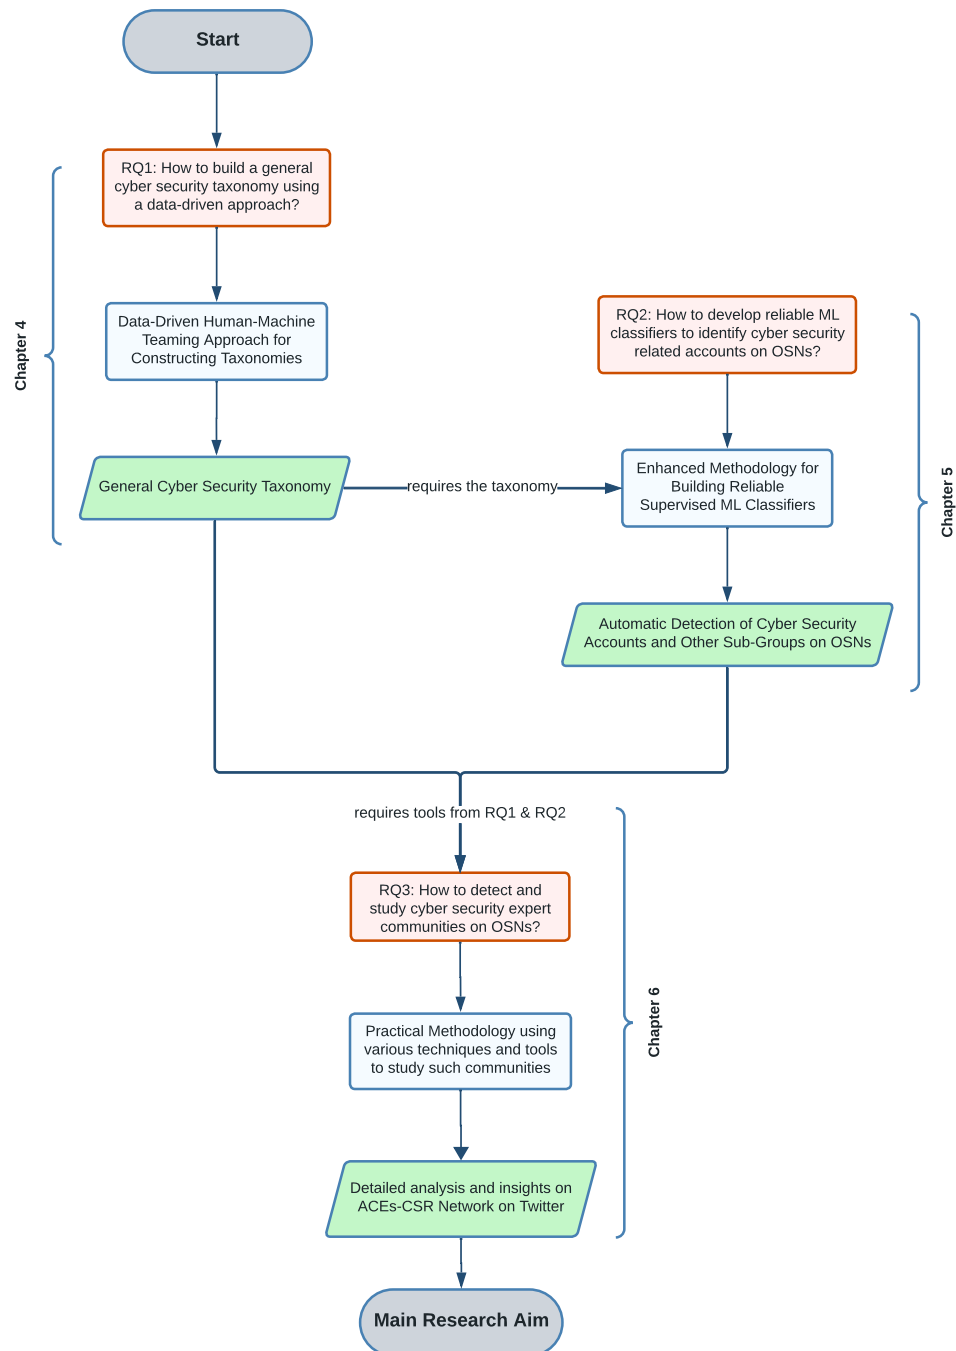 Start
RQ1: How to build a general
cyber security taxonomy using
a data-driven approach?
Chapter 4
Data-Driven Human-Machine
Teaming Approach for
Constructing Taxonomies
General Cyber Security Taxonomy
requires the taxonomy
RQ2: How to develop reliable ML
classifiers to identify cyber security
related accounts on OSNs?
Enhanced Methodology for
Building Reliable
Supervised ML Classifiers
Chapter 5
Automatic Detection of Cyber Security
Accounts and Other Sub-Groups on OSNs
requires tools from RQ1 & RQ2
RQ3: How to detect and
study cyber security expert
communities on OSNs?
Chapter 6
Practical Methodology using
various techniques and tools
to study such communities
Detailed analysis and insights on
ACEs-CSR Network on Twitter
Main Research Aim